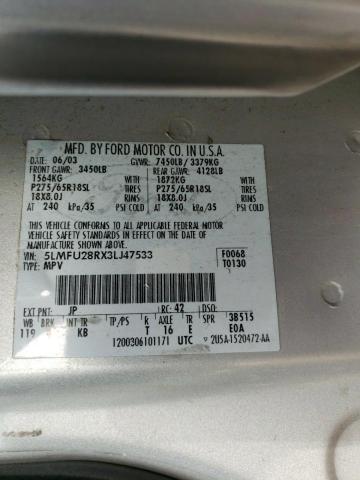 MFD. BY FORD MOTOR CO. IN U.S.A.
DATE: 06/03 GVWR: 7450LB/ 3379KG
FRONT GAWR: 3450LB REAR GAWR: 4128LB
1564KG WITH 1872KG WITH
P275/65R18SL TIRES P275/65R18SL TIRES
18X8.0J RIMS 18X8.0J RIMS
AT 240 kPa/35 PSI COLD AT 240 kPa/35 PSI COLD
THIS VEHICLE CONFORMS TO ALL APPLICABLE FEDERAL MOTOR
VEHICLE SAFETY STANDARDS IN EFFECT ON THE DATE OF
MANUFACTURE SHOWN ABOVE.
VIN: 5LMFU28RX3LJ47533 F0068
TYPE: MPV T0130
EXT PNT: JP RC: 42 DSO:
WB BRK INT TR TP/PS R AXLE TR SPR 3B515
119 KB T 16 E E0A
1200306101171 UTC 2U5A-1520472-AA